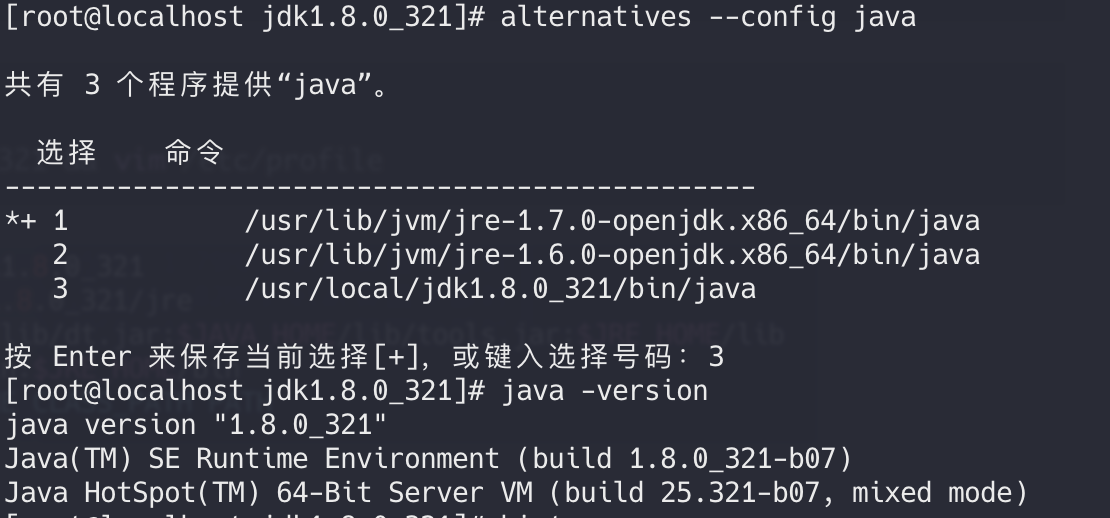 [root@localhost jdk1.8.0_321]# alternatives --config java
共有 3 个程序提供“java”。
选择    命令
-----------------------------------------------
*+ 1           /usr/lib/jvm/jre-1.7.0-openjdk.x86_64/bin/java
   2           /usr/lib/jvm/jre-1.6.0-openjdk.x86_64/bin/java
   3           /usr/local/jdk1.8.0_321/bin/java
按 Enter 来保存当前选择[+]，或键入选择号码：3
[root@localhost jdk1.8.0_321]# java -version
java version "1.8.0_321"
Java(TM) SE Runtime Environment (build 1.8.0_321-b07)
Java HotSpot(TM) 64-Bit Server VM (build 25.321-b07, mixed mode)